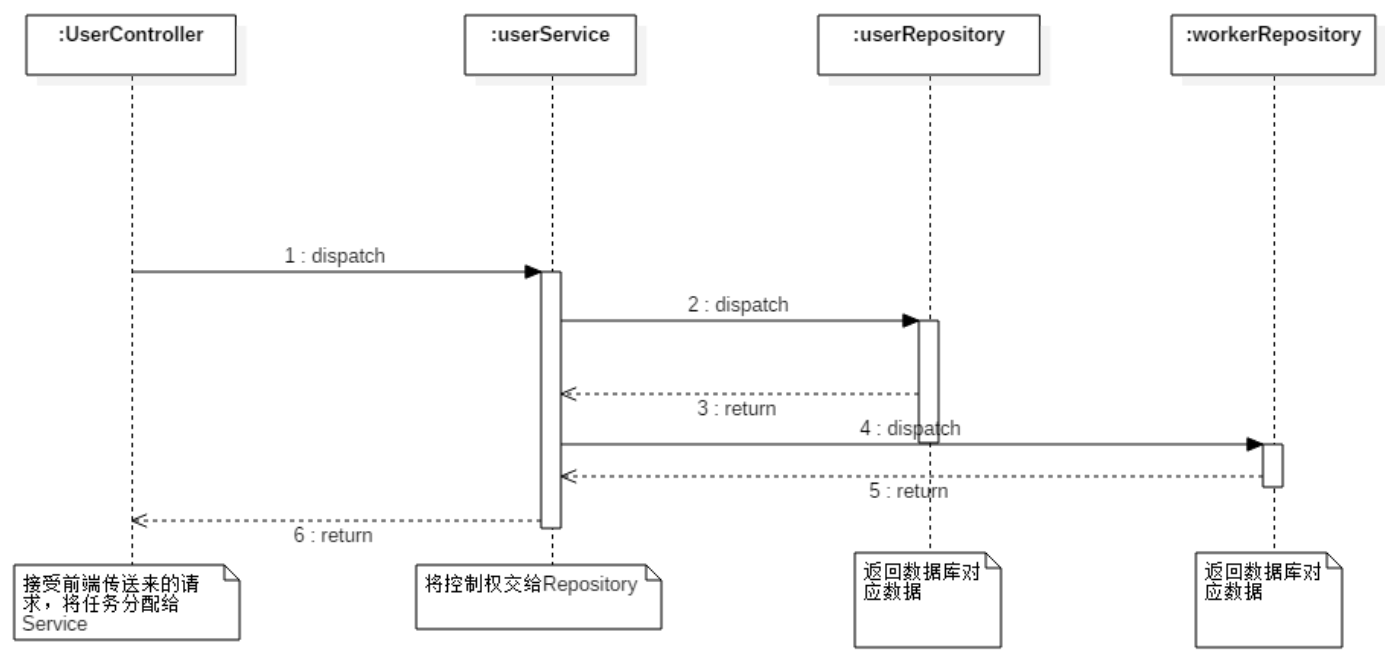 :UserController
:userService
:userRepository
:workerRepository
1 : dispatch
2 : dispatch
3 : return
4 : dispatch
5 : return
6 : return
接受前端传送来的请
求，将任务分配给
Service
将控制权交给Repository
返回数据库对
应数据
返回数据库对
应数据